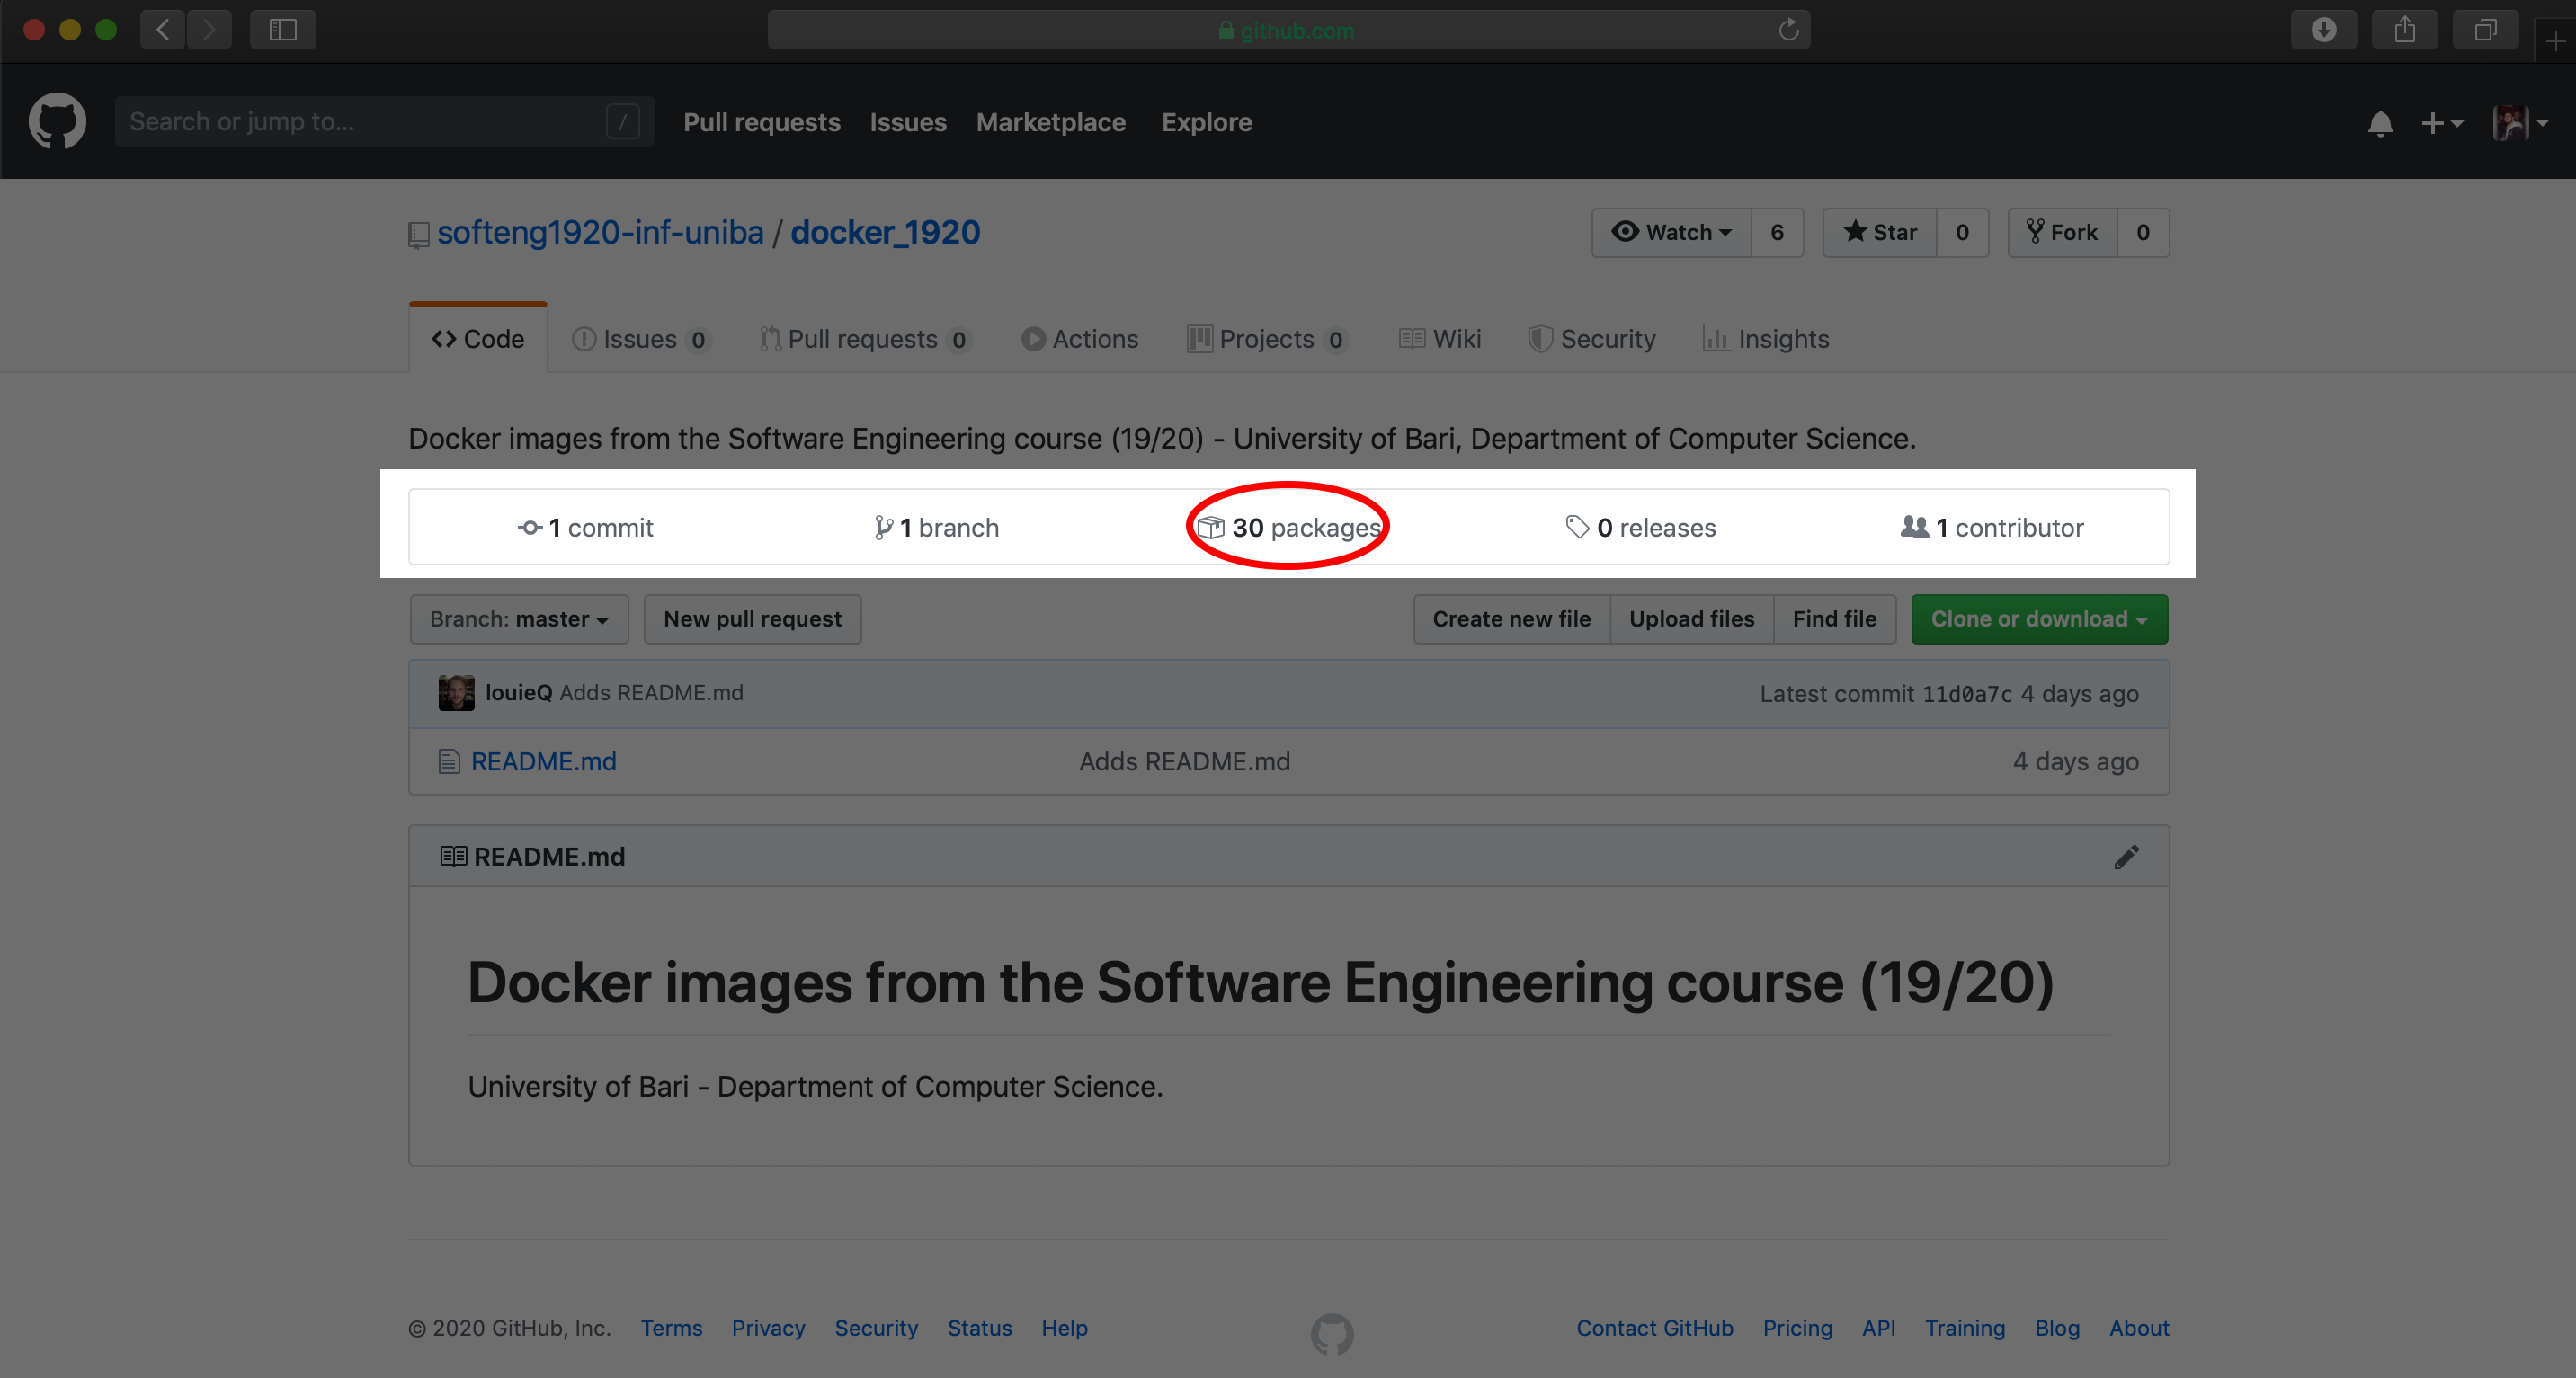 github.com
Search or jump to... / Pull requests Issues Marketplace Explore
softeng1920-inf-uniba / docker_1920 Watch 6 Star 0 Fork 0
Code Issues 0 Pull requests 0 Actions Projects 0 Wiki Security Insights
Docker images from the Software Engineering course (19/20) - University of Bari, Department of Computer Science.
1 commit 1 branch 30 packages 0 releases 1 contributor
Branch: master New pull request Create new file Upload files Find file Clone or download
louieQ Adds README.md Latest commit 11d0a7c 4 days ago
README.md Adds README.md 4 days ago
README.md
Docker images from the Software Engineering course (19/20)
University of Bari - Department of Computer Science.
© 2020 GitHub, Inc. Terms Privacy Security Status Help Contact GitHub Pricing API Training Blog About